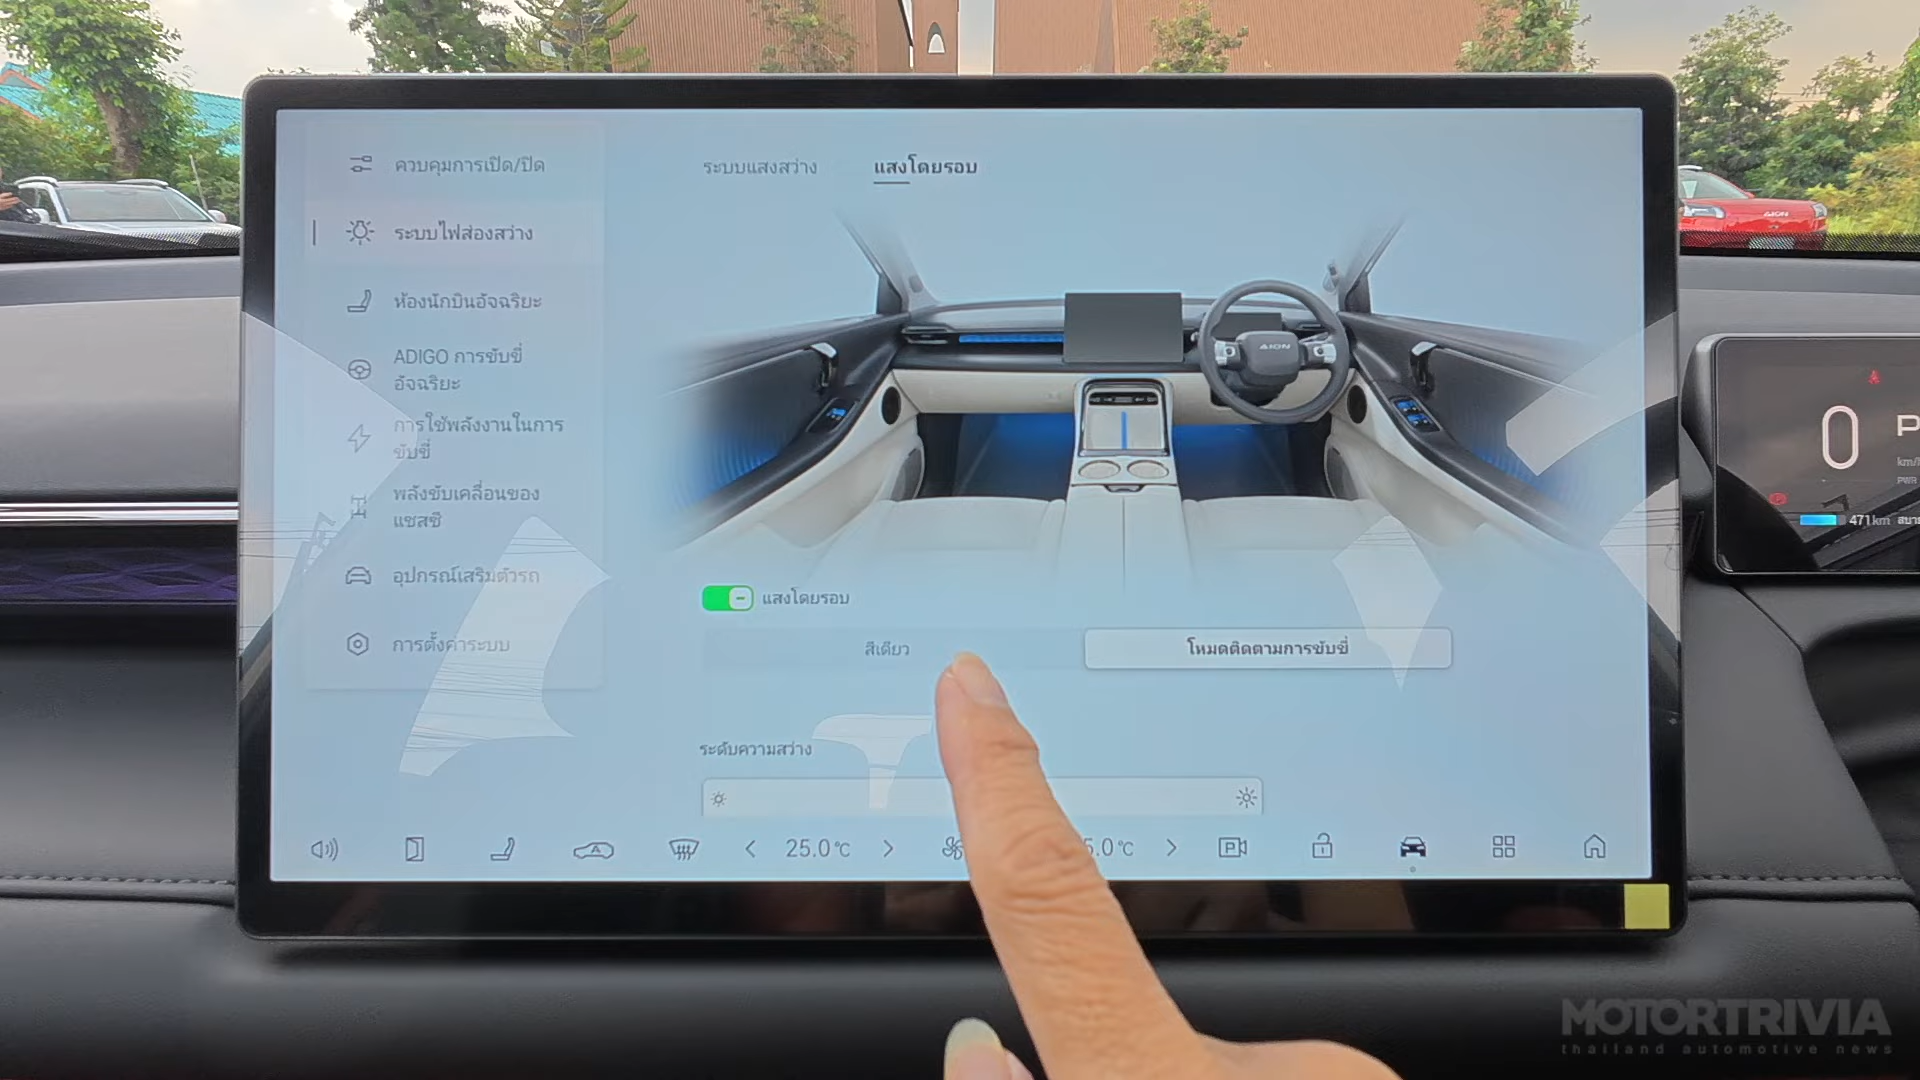 ควบคุมการเปิด/ปิด
ระบบไฟส่องสว่าง
ห้องนักบินอัจฉริยะ
ADIGO การขับขี่
อัจฉริยะ
การใช้พลังงานในการ
ขับขี่
พลังขับเคลื่อนของ
แชสซี
อุปกรณ์เสริมตัวรถ
การตั้งค่าระบบ
ระบบแสงสว่าง
แสงโดยรอบ
AION
แสงโดยรอบ
สีเดียว
โหมดติดตามการขับขี่
ระดับความสว่าง
A
25.0 °C
5.0 °C
P
AION
0
P
km/h
PWR
471km
MOTORTRIVIA
thailand automotive news